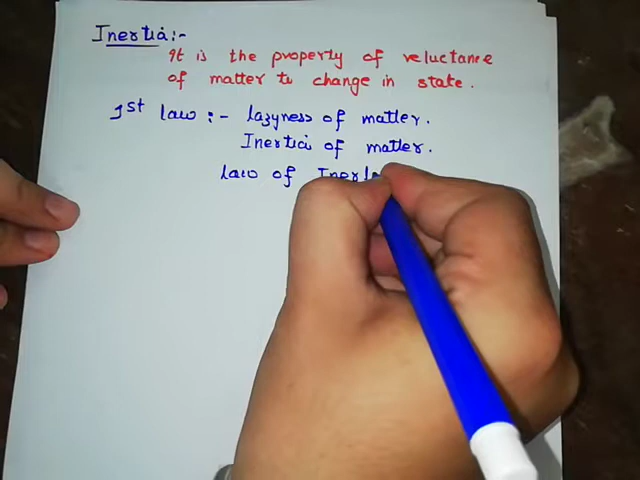 Inertia:-
It is the property of reluctance
of matter to change in state.
1st law :- lazyness of matter.
Inertia of matter.
law of